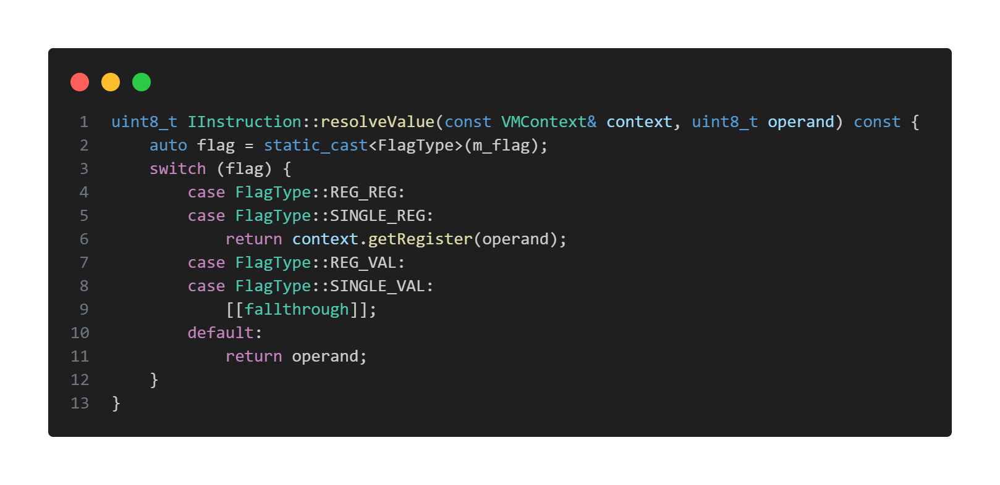 1 uint8_t IInstruction::resolveValue(const VMContext& context, uint8_t operand) const {
2     auto flag = static_cast<FlagType>(m_flag);
3     switch (flag) {
4         case FlagType::REG_REG:
5         case FlagType::SINGLE_REG:
6             return context.getRegister(operand);
7         case FlagType::REG_VAL:
8         case FlagType::SINGLE_VAL:
9             [[fallthrough]];
10         default:
11             return operand;
12     }
13 }